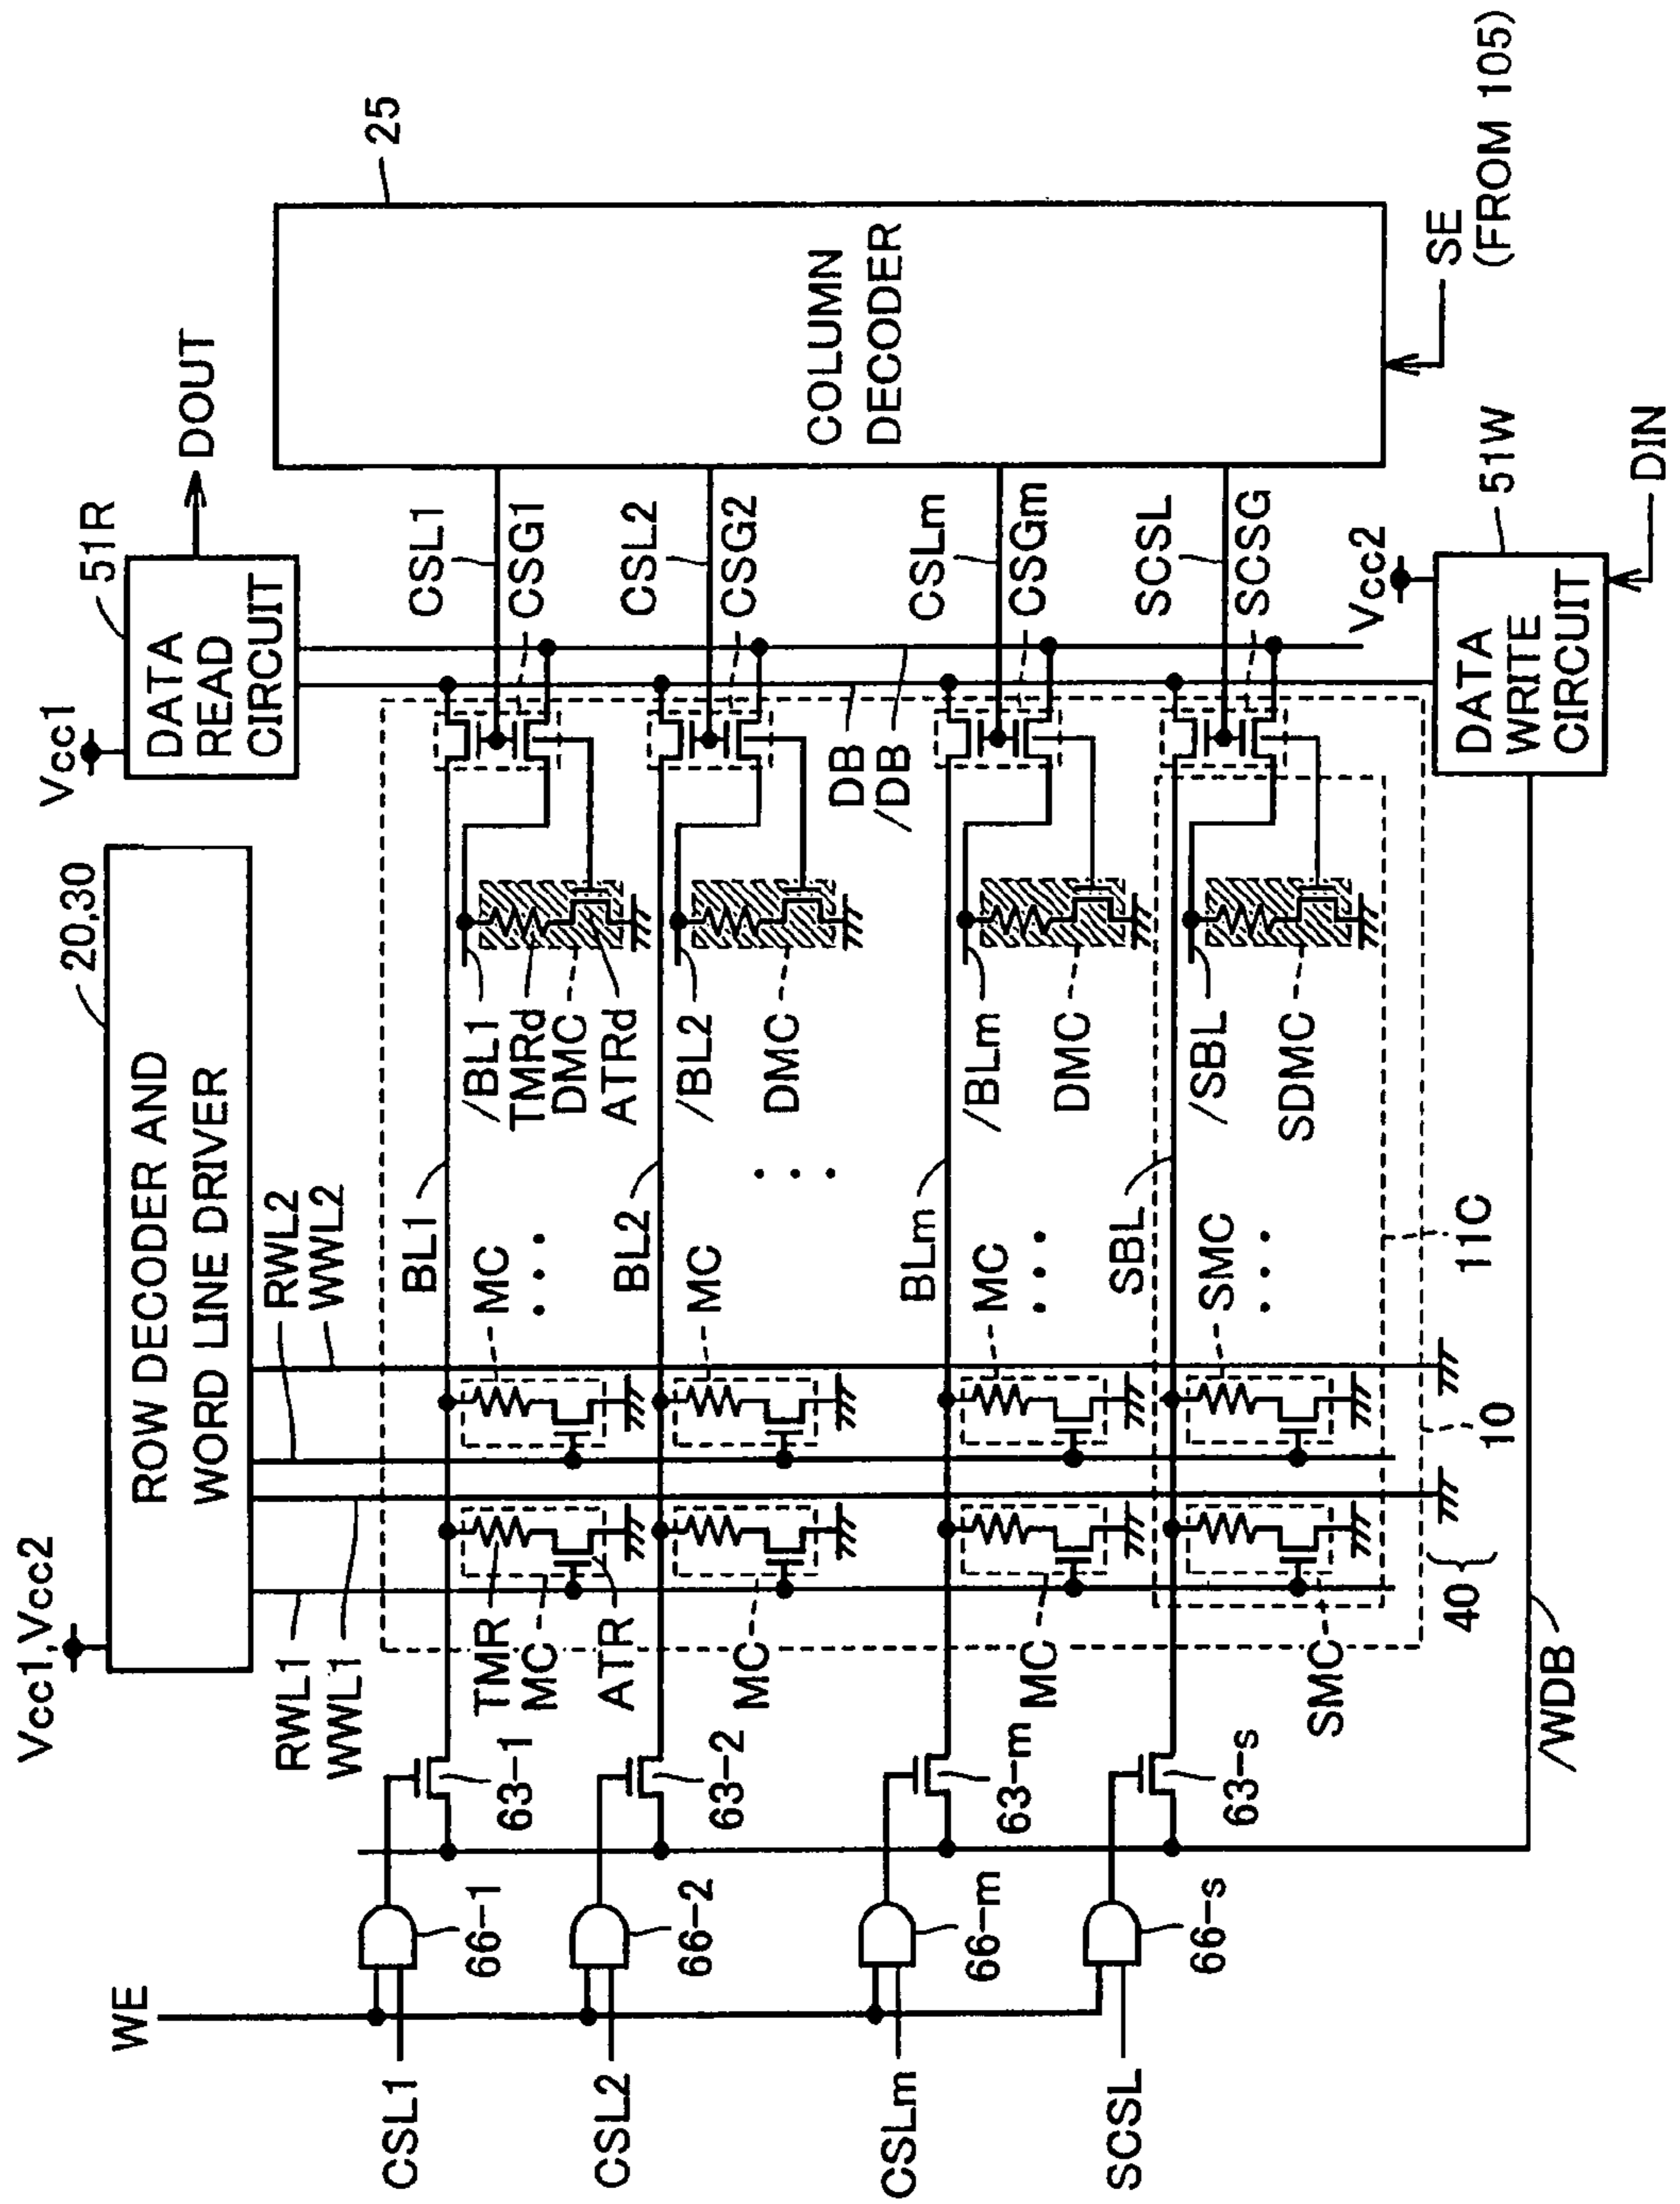 Vcc1,Vcc2
20,30
ROW DECODER AND
WORD LINE DRIVER
Vcc1
51R
DATA
READ
CIRCUIT
DOUT
25
COLUMN
DECODER
SE
(FROM 105)
RWL1
WWL1
RWL2
WWL2
WE
CSL1
66-1
63-1
TMR
MC
ATR
BL1
MC
/BL1
TMRd
DMC
ATRd
CSL1
CSG1
CSL2
66-2
63-2
MC
BL2
MC
/BL2
DMC
CSL2
CSG2
DB
/DB
CSLm
66-m
63-m
MC
BLm
MC
/BLm
DMC
CSLm
CSGm
SCSL
66-s
63-s
SMC
SBL
SMC
/SBL
SDMC
SCSL
SCSG
Vcc2
51W
DATA
WRITE
CIRCUIT
DIN
40
10
11C
/WDB